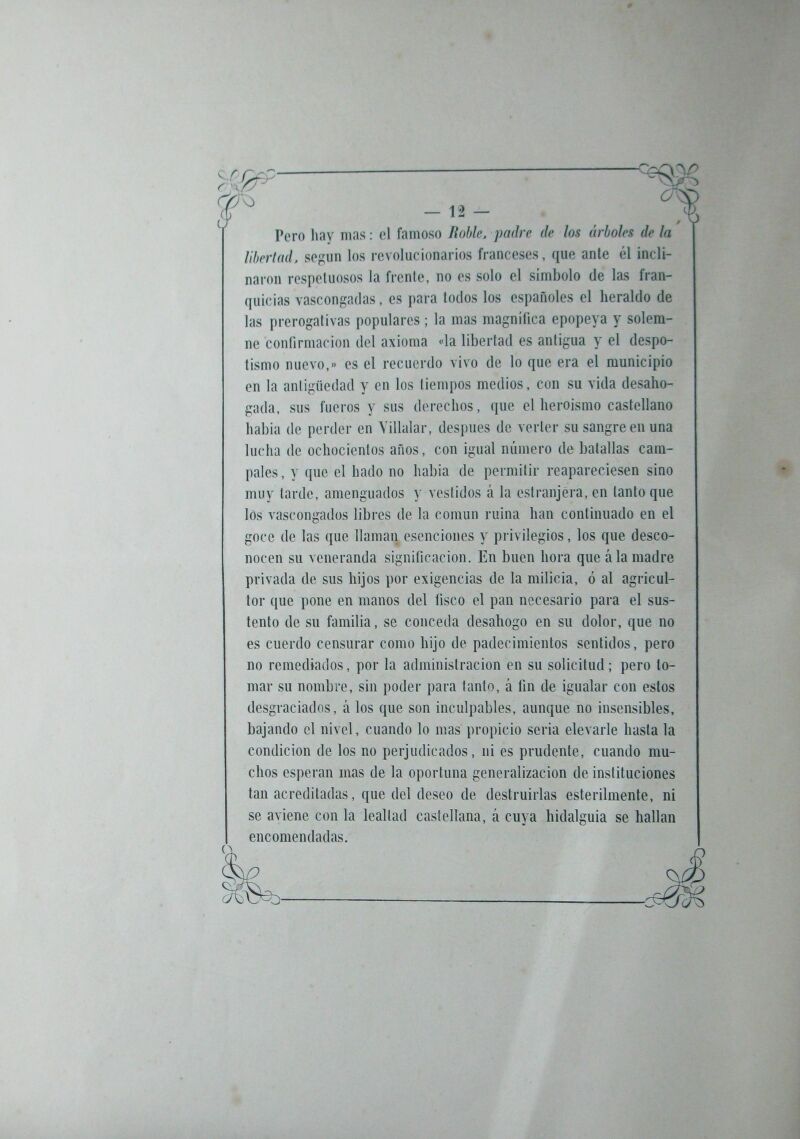 — 12 —
Pero hay mas: el famoso Roble, padre de los árboles de la
libertad, segun los revolucionarios franceses, que ante él incli-
naron respetuosos la frente, no es solo el simbolo de las fran-
quicias vascongadas, es para todos los españoles el heraldo de
las prerogativas populares; la mas magnifica epopeya y solem-
ne confirmacion del axioma «la libertad es antigua y el despo-
tismo nuevo,» es el recuerdo vivo de lo que era el municipio
en la antigüedad y en los tiempos medios, con su vida desaho-
gada, sus fueros y sus derechos, que el heroismo castellano
habia de perder en Villalar, despues de verter su sangre en una
lucha de ochocientos años, con igual número de batallas cam-
pales, y que el hado no habia de permitir reapareciesen sino
muy tarde, amenguados y vestidos á la estranjera, en tanto que
los vascongados libres de la comun ruina han continuado en el
goce de las que llaman esenciones y privilegios, los que desco-
nocen su veneranda significacion. En buen hora que á la madre
privada de sus hijos por exigencias de la milicia, ó al agricul-
tor que pone en manos del fisco el pan necesario para el sus-
tento de su familia, se conceda desahogo en su dolor, que no
es cuerdo censurar como hijo de padecimientos sentidos, pero
no remediados, por la administracion en su solicitud; pero to-
mar su nombre, sin poder para tanto, á fin de igualar con estos
desgraciados, á los que son inculpables, aunque no insensibles,
bajando el nivel, cuando lo mas propicio seria elevarle hasta la
condicion de los no perjudicados, ni es prudente, cuando mu-
chos esperan mas de la oportuna generalizacion de instituciones
tan acreditadas, que del deseo de destruirlas esterilmente, ni
se aviene con la lealtad castellana, á cuya hidalguia se hallan
encomendadas.